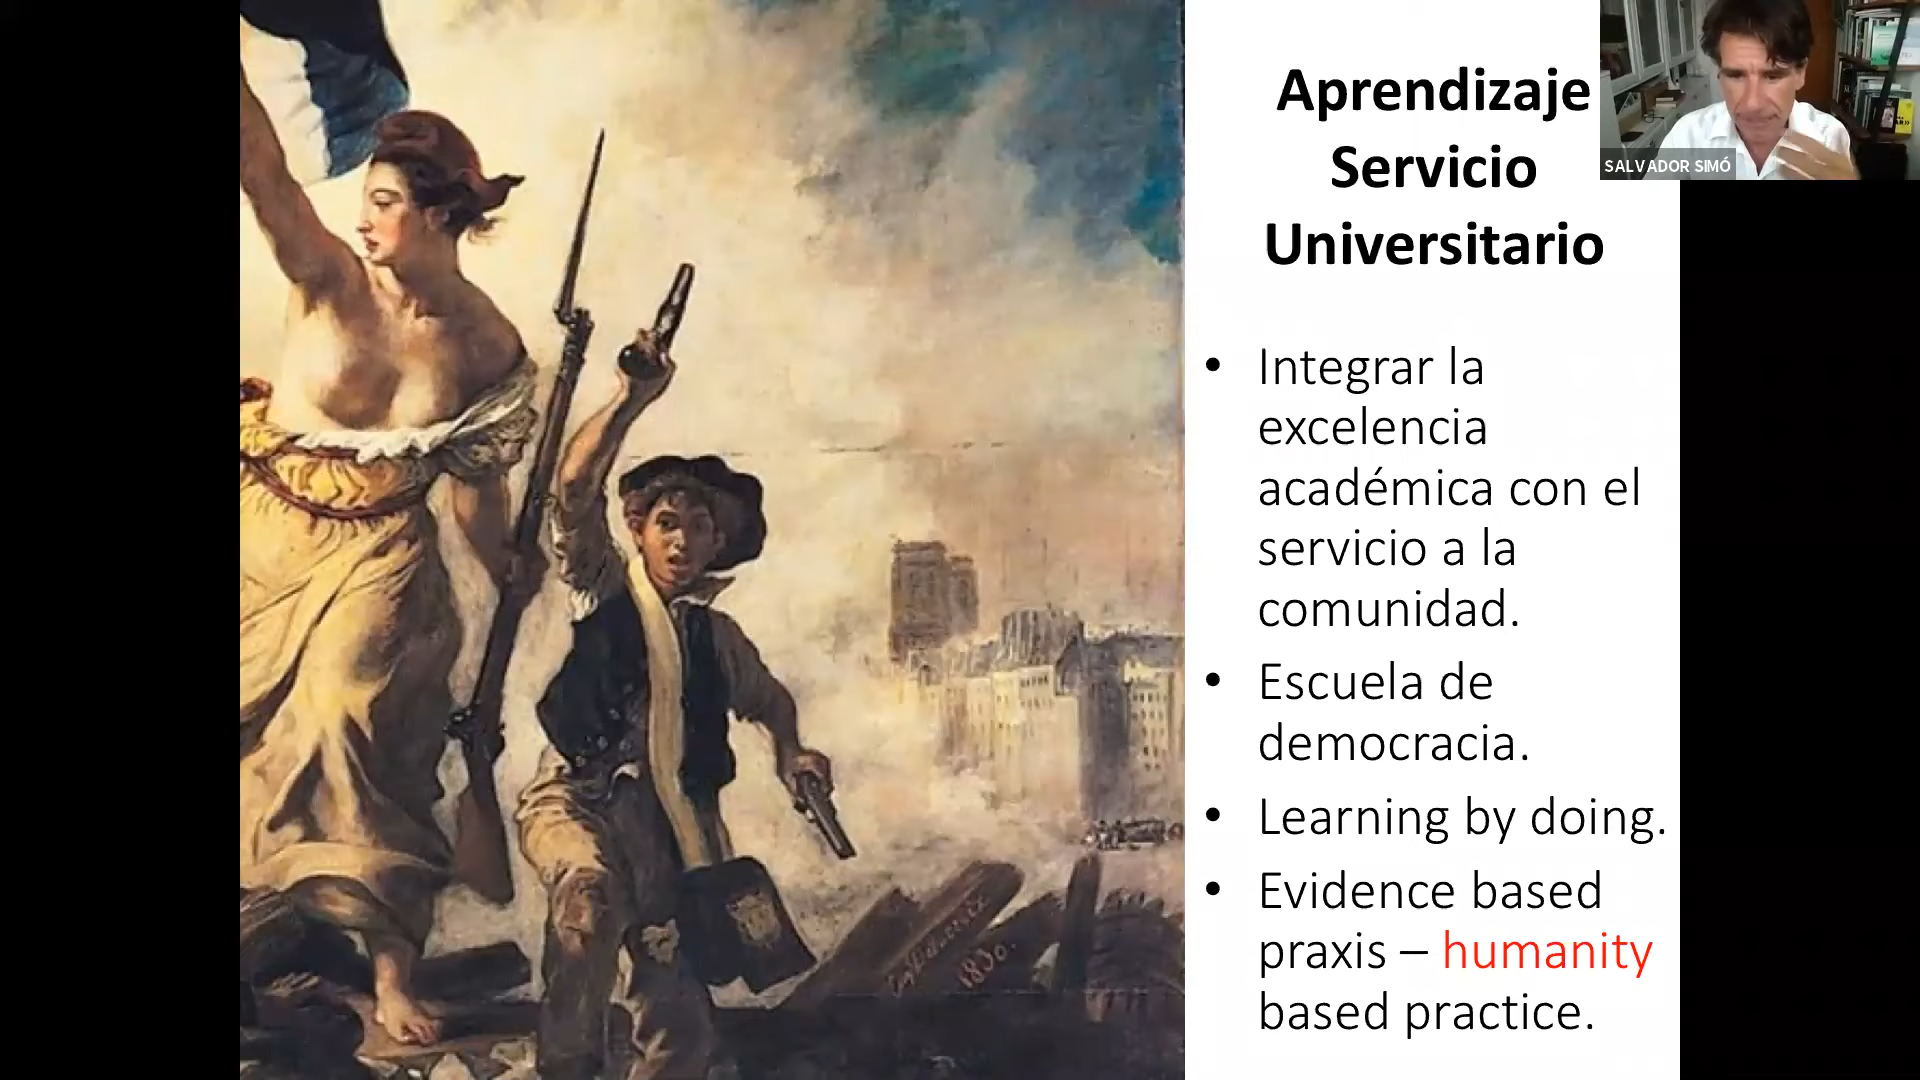 Aprendizaje
Servicio
Universitario
SALVADOR SIMÓ
• Integrar la
excelencia
académica con el
servicio a la
comunidad.
• Escuela de
democracia.
• Learning by doing.
• Evidence based
praxis – humanity
based practice.
1830.